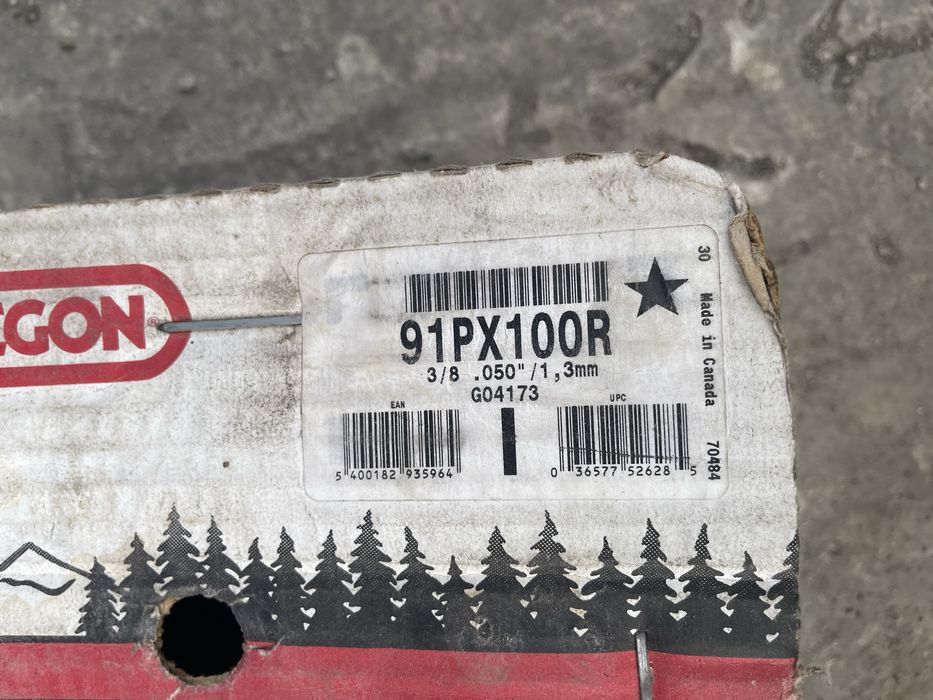 EGON®
91PX100R
3/8 .050"/1,3mm
G04173
EAN
5 400182 935964
UPC
0 36577 52628 5
30 Made in Canada 70484